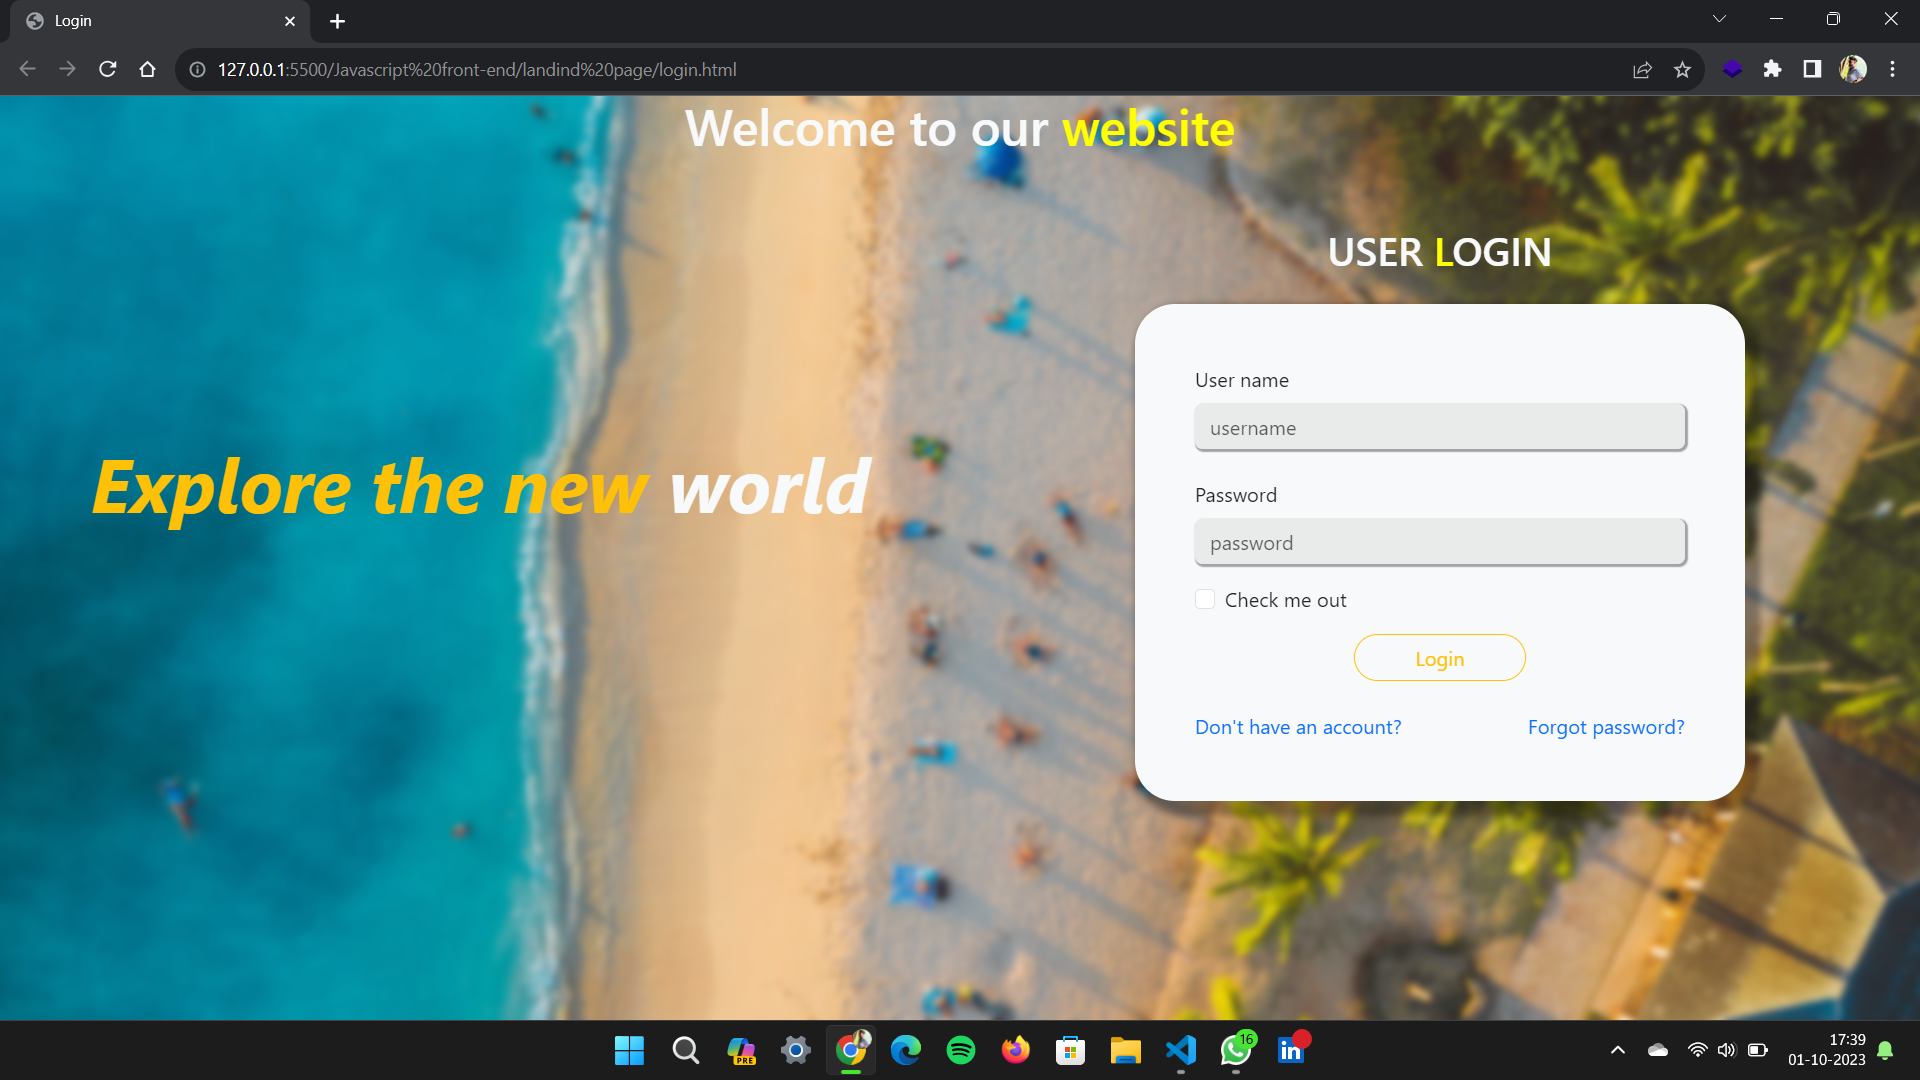 Login
127.0.0.1:5500/Javascript%20front-end/landind%20page/login.html
Welcome to our website
USER LOGIN
Explore the new world
User name
username
Password
password
Check me out
Login
Don't have an account? Forgot password?
PRE
16
in
17:39
01-10-2023